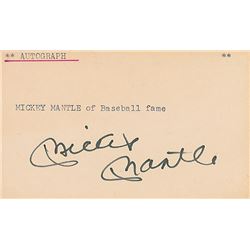 ** AUTOGRAPH **
MICKEY MANTLE of Baseball fame
Mickey
Mantle